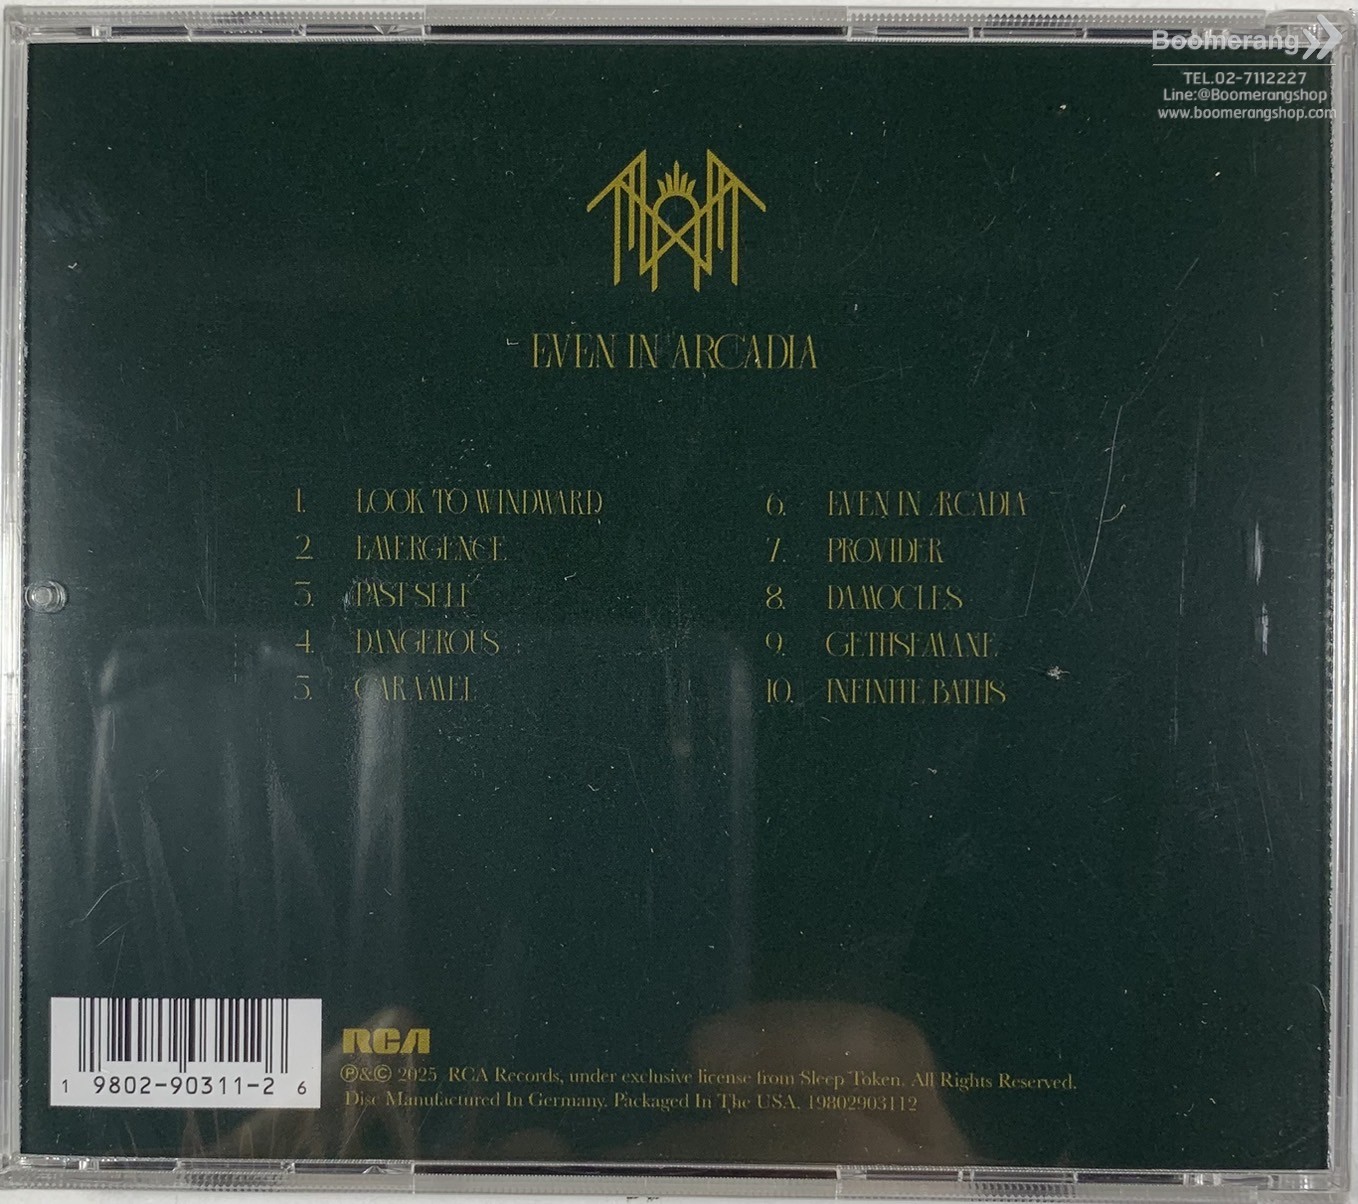 Boomerang
TEL.02-7112227
Line:@Boomerangshop
www.boomerangshop.com
EVEN IN ARCADIA
1. LOOK TO WINDWARD
2. EMERGENCE
3. PAST SELF
4. DANGEROUS
5. CARAMEL
6. EVEN IN ARCADIA
7. PROVIDER
8. DAMOCLES
9. GETHSEMANE
10. INFINITE BATHS
1 9802-90311-2 6
RCA
℗&© 2025 RCA Records, under exclusive license from Sleep Token. All Rights Reserved.
Disc Manufactured In Germany. Packaged In The USA. 19802903112